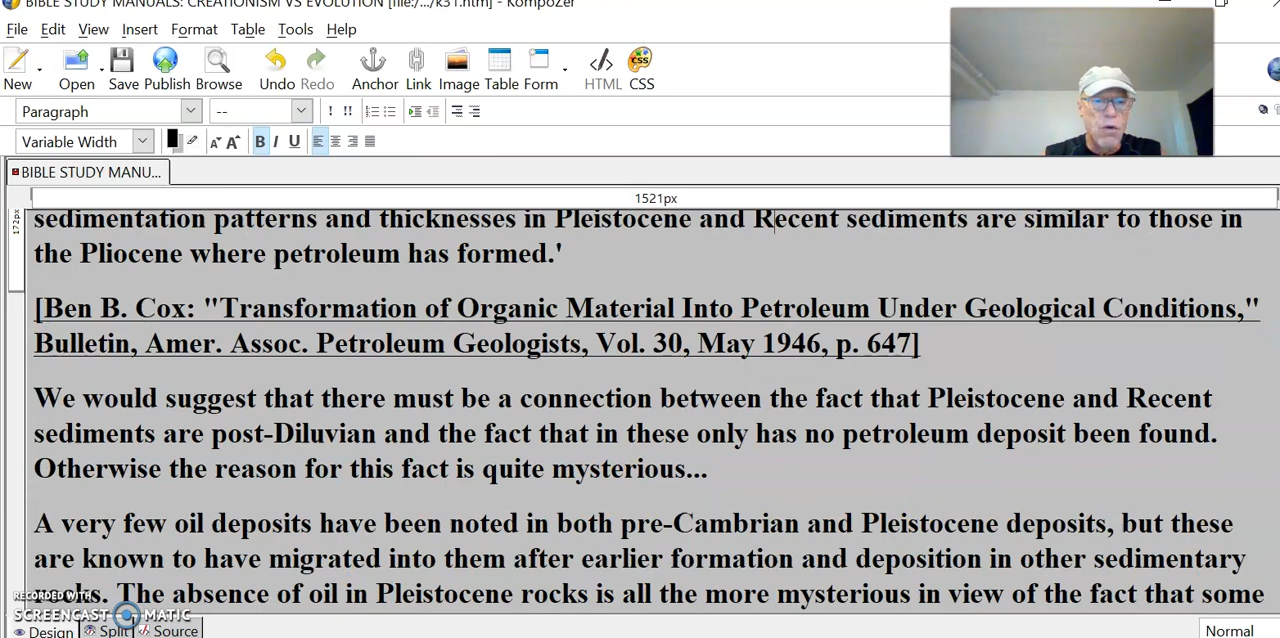 BIBLE STUDY MANUALS: CREATIONISM VS EVOLUTION [file:/.../k31.htm] - KompoZer
File Edit View Insert Format Table Tools Help
New Open Save Publish Browse Undo Redo Anchor Link Image Table Form HTML CSS
Paragraph --
Variable Width B I U
BIBLE STUDY MANU...
1521px
172px
sedimentation patterns and thicknesses in Pleistocene and Recent sediments are similar to those in
the Pliocene where petroleum has formed.'
[Ben B. Cox: "Transformation of Organic Material Into Petroleum Under Geological Conditions,"
Bulletin, Amer. Assoc. Petroleum Geologists, Vol. 30, May 1946, p. 647]
We would suggest that there must be a connection between the fact that Pleistocene and Recent
sediments are post-Diluvian and the fact that in these only has no petroleum deposit been found.
Otherwise the reason for this fact is quite mysterious...
A very few oil deposits have been noted in both pre-Cambrian and Pleistocene deposits, but these
are known to have migrated into them after earlier formation and deposition in other sedimentary
rocks. The absence of oil in Pleistocene rocks is all the more mysterious in view of the fact that some
RECORDED WITH
SCREENCAST MATIC
Design Split Source Normal